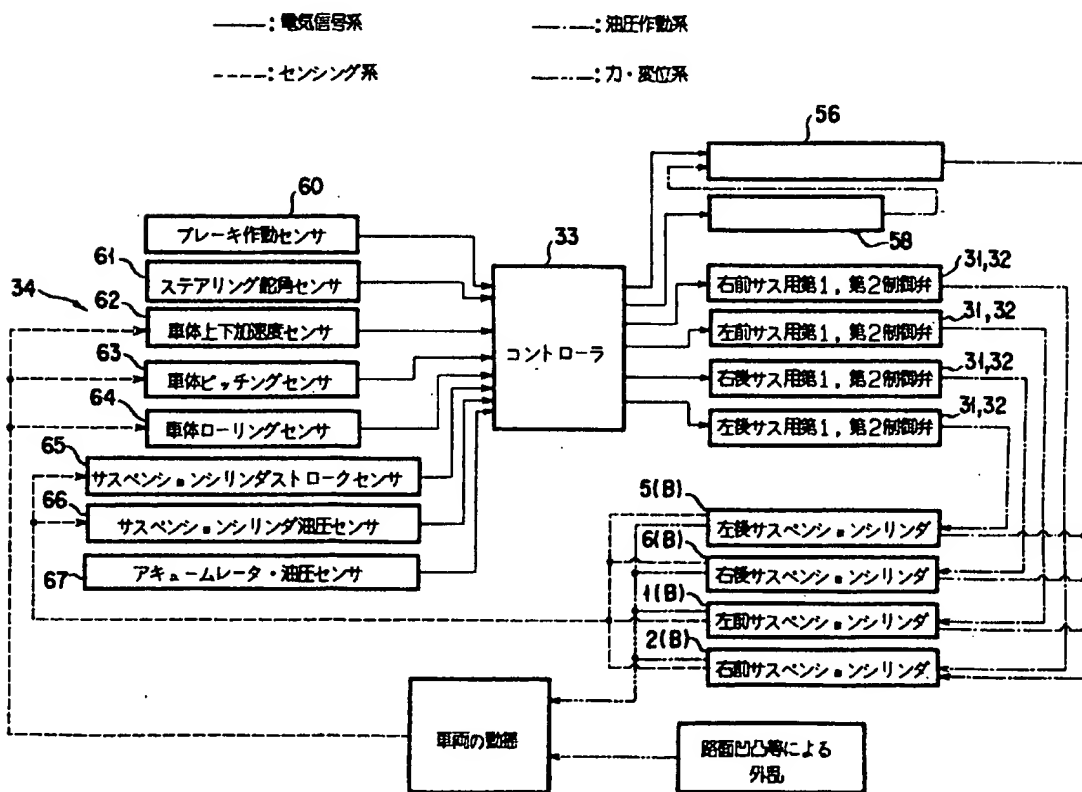 ———:電気信号系
—・—:油圧作動系
-----:センシング系
—・・—:力・変位系
56
60
ブレーキ作動センサ
33
58
61
ステアリング舵角センサ
31,32
右前サス用第1,第2制御弁
34
62
車体上下加速度センサ
31,32
左前サス用第1,第2制御弁
コントローラ
63
車体ピッチングセンサ
31,32
右後サス用第1,第2制御弁
64
車体ローリングセンサ
31,32
左後サス用第1,第2制御弁
65
サスペンションシリンダストロークセンサ
66
サスペンションシリンダ油圧センサ
5(B)
左後サスペンションシリンダ
67
アキュームレータ・油圧センサ
6(B)
右後サスペンションシリンダ
1(B)
左前サスペンションシリンダ
2(B)
右前サスペンションシリンダ
車両の動態
路面凹凸等による
外乱